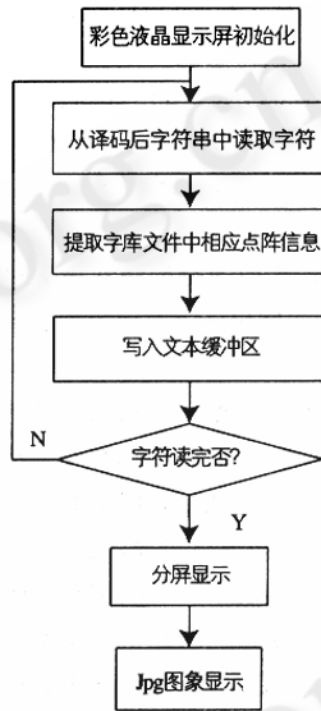 彩色液晶显示屏初始化
从译码后字符串中读取字符
提取字库文件中相应点阵信息
写入文本缓冲区
N
字符读完否?
Y
分屏显示
Jpg图象显示